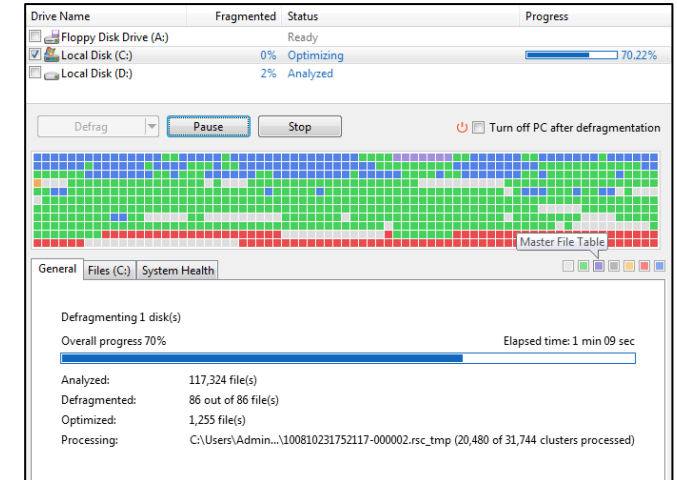 Drive Name Fragmented Status Progress
Floppy Disk Drive (A:) Ready
Local Disk (C:) 0% Optimizing 70.22%
Local Disk (D:) 2% Analyzed
Defrag Pause Stop Turn off PC after defragmentation
Master File Table
General Files (C:) System Health
Defragmenting 1 disk(s)
Overall progress 70% Elapsed time: 1 min 09 sec
Analyzed: 117,324 file(s)
Defragmented: 86 out of 86 file(s)
Optimized: 1,255 file(s)
Processing: C:\Users\Admin...\100810231752117-000002.rsc_tmp (20,480 of 31,744 clusters processed)